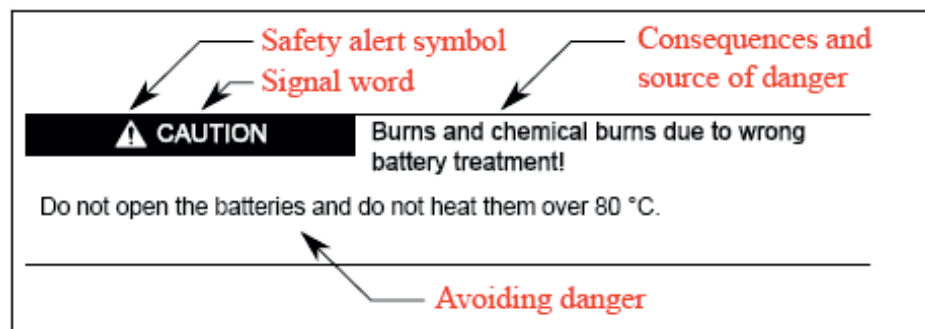 Safety alert symbol
Consequences and
Signal word
source of danger
CAUTION
Burns and chemical burns due to wrong
battery treatment!
Do not open the batteries and do not heat them over 80 °C.
Avoiding danger